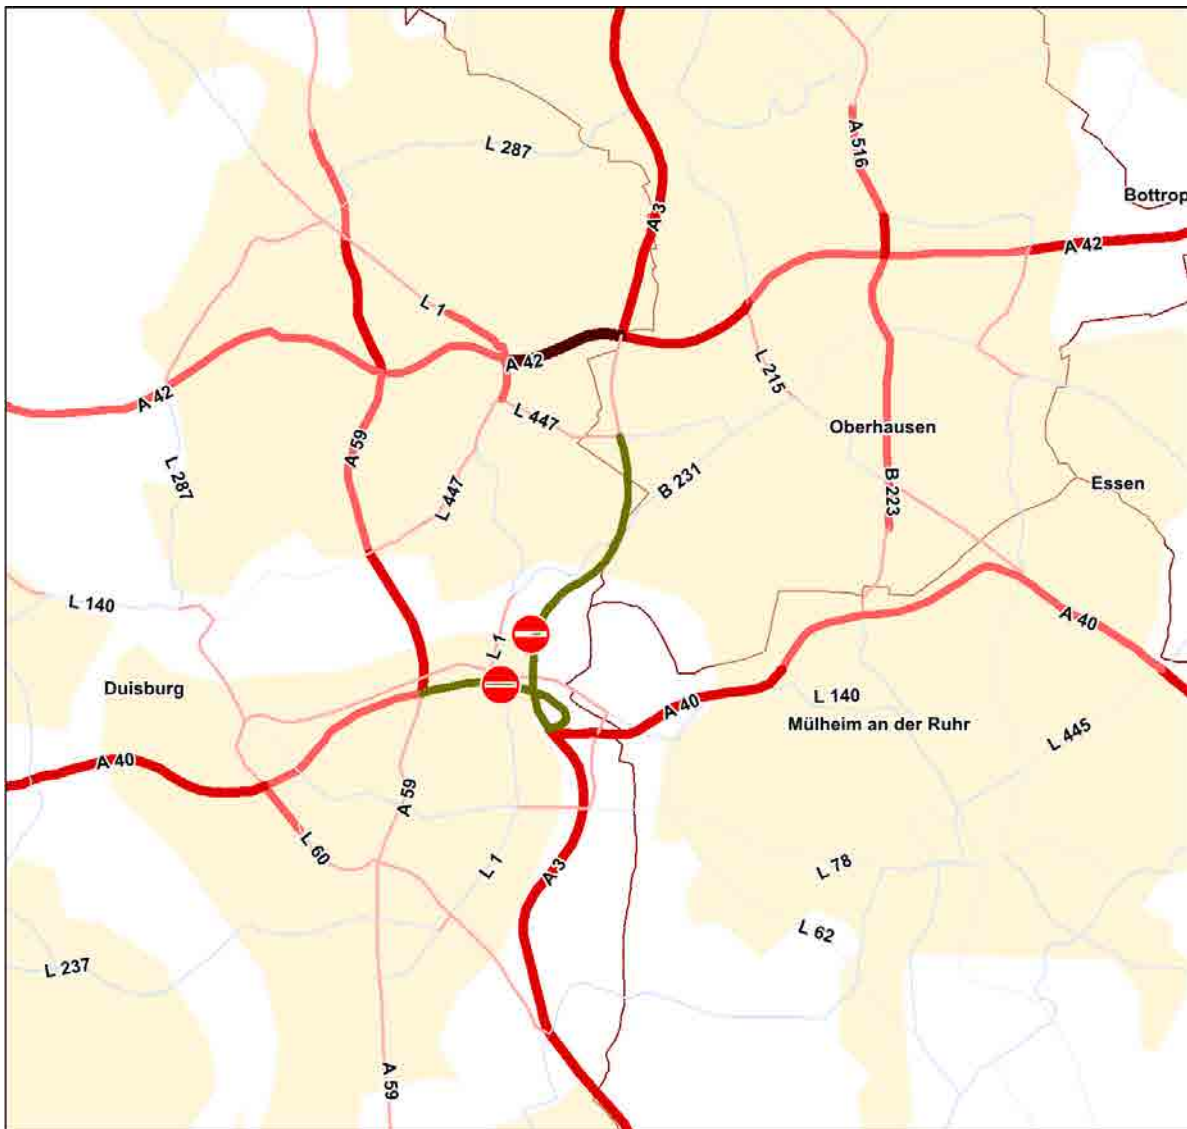 A 516
L 287
Bottrop
A 3
A 42
L 1
A 42
L 215
A 42
L 447
Oberhausen
A 59
B 231
L 287
L 447
B 223
Essen
L 140
A 40
L 1
Duisburg
L 140
A 40
Mülheim an der Ruhr
L 445
A 40
A 59
L 60
L 1
A 3
L 78
L 62
L 237
A 59